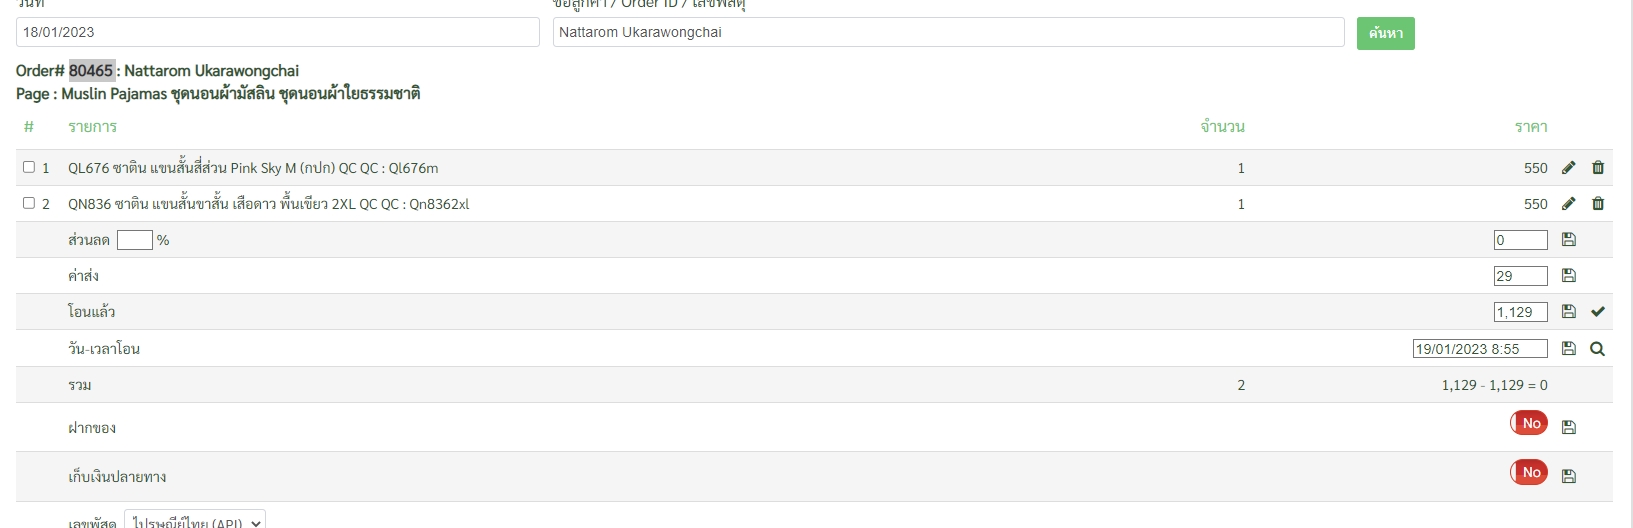 วันที่ ชื่อลูกค้า / Order ID / เลขพัสดุ
18/01/2023 Nattarom Ukarawongchai ค้นหา
Order# 80465 : Nattarom Ukarawongchai
Page : Muslin Pajamas ชุดนอนผ้ามัสลิน ชุดนอนผ้าใยธรรมชาติ
# รายการ จำนวน ราคา
1 QL676 ซาติน แขนสั้นสี่ส่วน Pink Sky M (กปก) QC QC : Ql676m 1 550
2 QN836 ซาติน แขนสั้นขาสั้น เสือดาว พื้นเขียว 2XL QC QC : Qn8362xl 1 550
ส่วนลด % 0
ค่าส่ง 29
โอนแล้ว 1,129
วัน-เวลาโอน 19/01/2023 8:55
รวม 2 1,129 - 1,129 = 0
ฝากของ No
เก็บเงินปลายทาง No
เลขพัสดุ ไปรษณีย์ไทย (API)